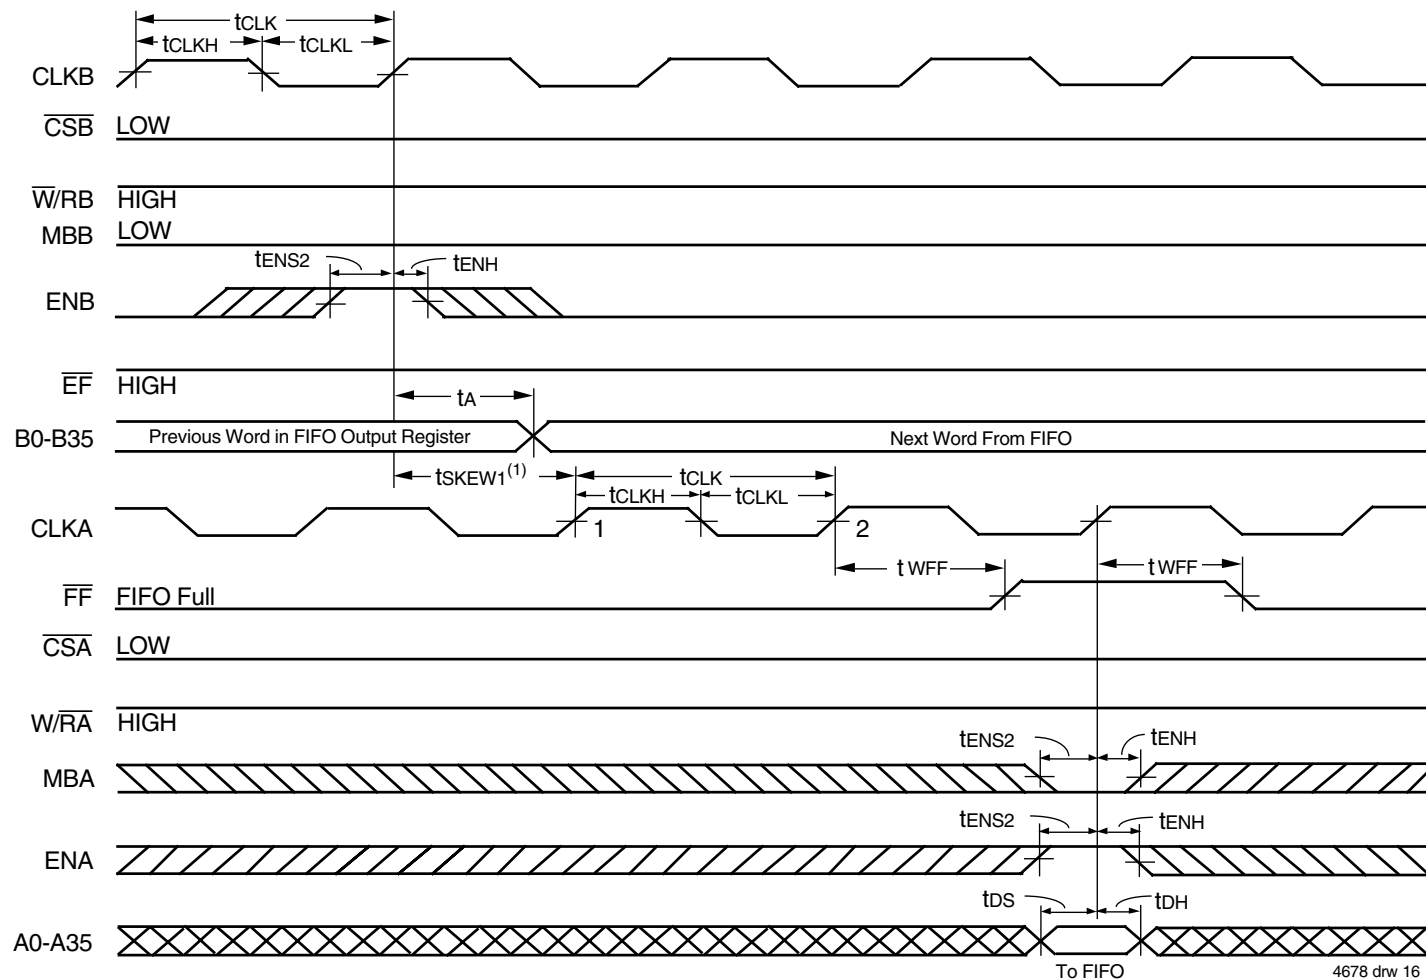 tCLK
tCLKH tCLKL
CLKB
CSB LOW
W/RB HIGH
MBB LOW
tENS2 tENH
ENB
EF HIGH
tA
B0-B35 Previous Word in FIFO Output Register Next Word From FIFO
tSKEW1(1) tCLK
tCLKH tCLKL
CLKA 1 2
tWFF tWFF
FF FIFO Full
CSA LOW
W/RA HIGH
tENS2 tENH
MBA
tENS2 tENH
ENA
tDS tDH
A0-A35
To FIFO
4678 drw 16